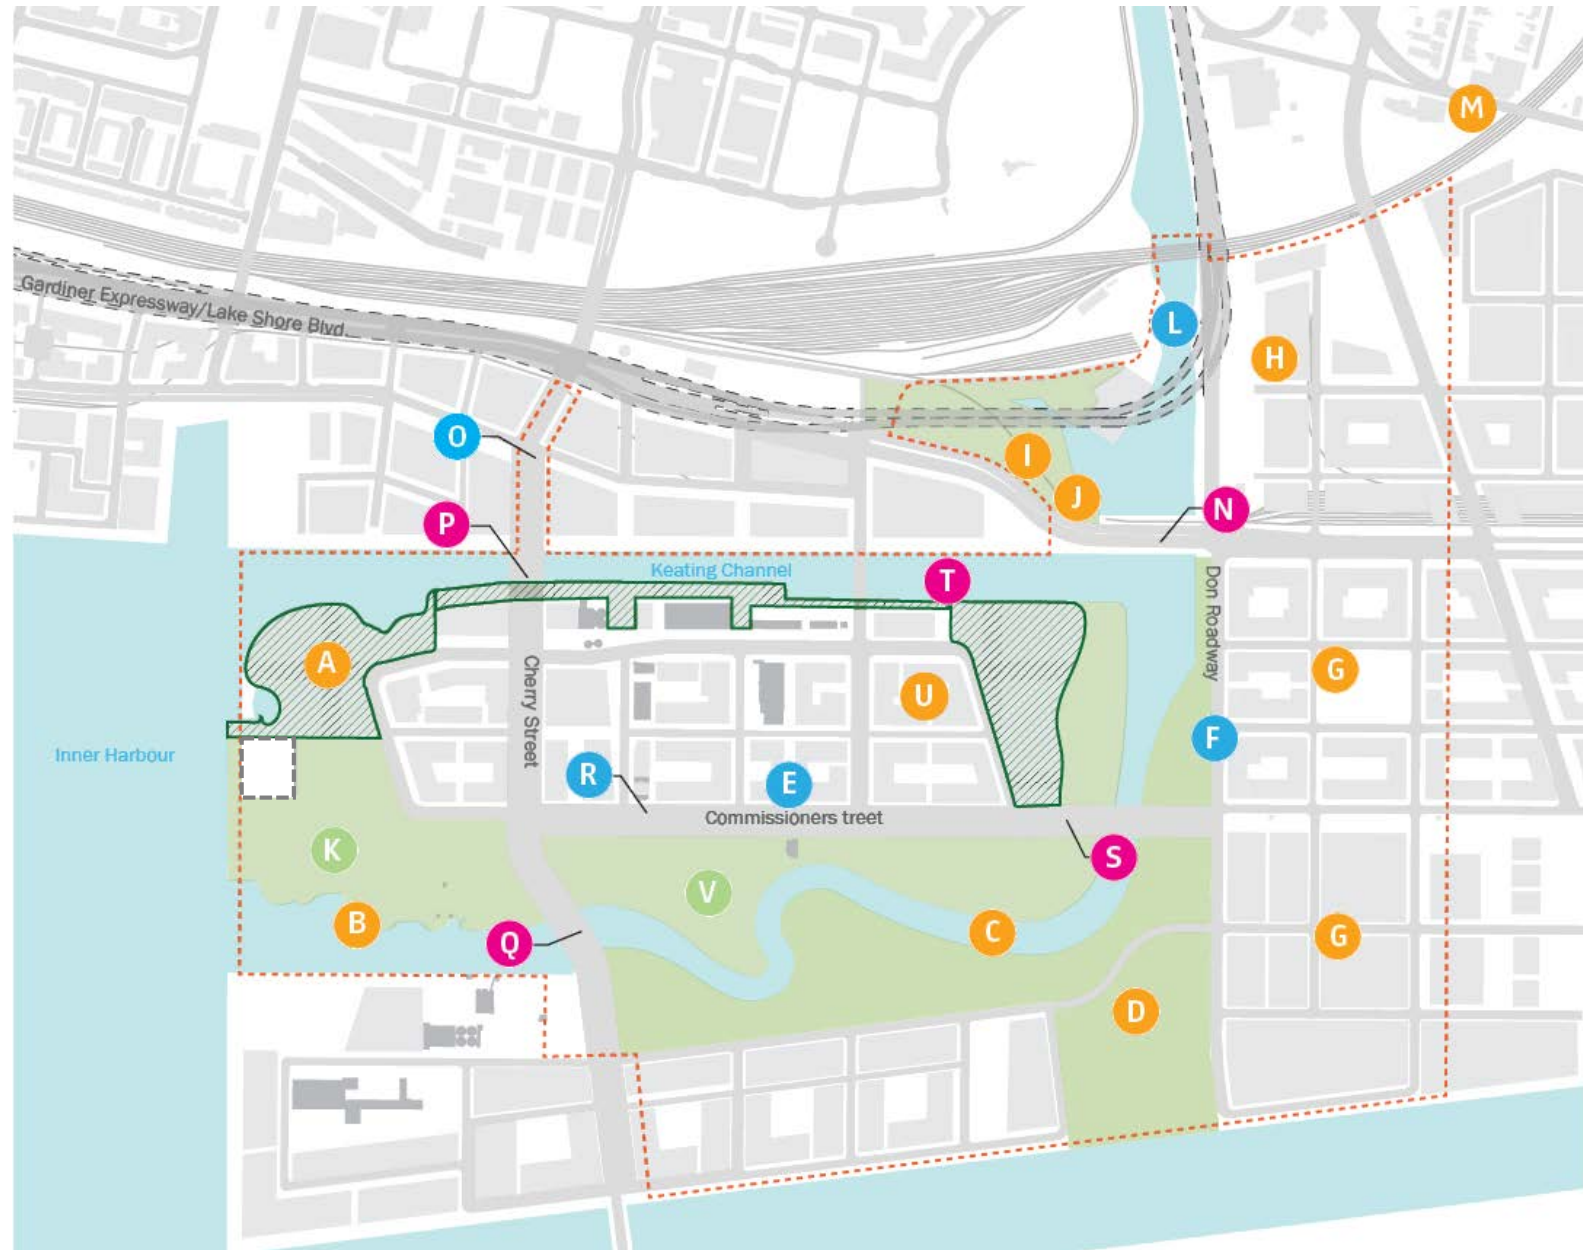 M
L
Gardiner Expressway/Lake Shore Blvd
H
O
I
J
P
N
Keating Channel
T
Don Roadway
A
Cherry Street
U
G
F
Inner Harbour
R
E
Commissioners treet
K
S
V
B
Q
C
G
D